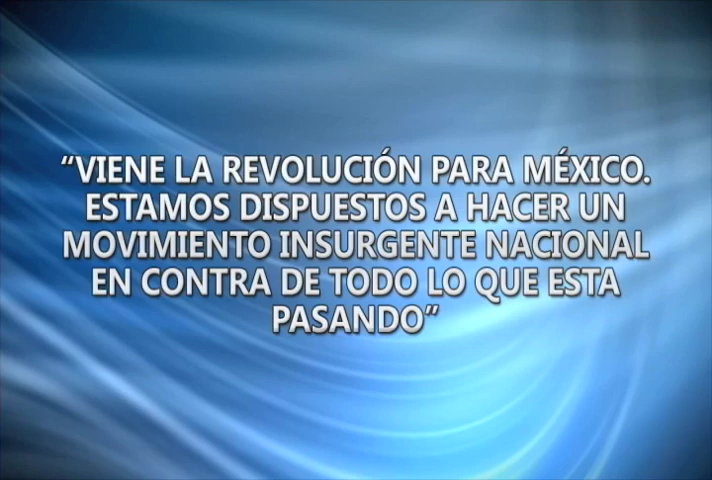 “VIENE LA REVOLUCIÓN PARA MÉXICO.
ESTAMOS DISPUESTOS A HACER UN
MOVIMIENTO INSURGENTE NACIONAL
EN CONTRA DE TODO LO QUE ESTA
PASANDO”